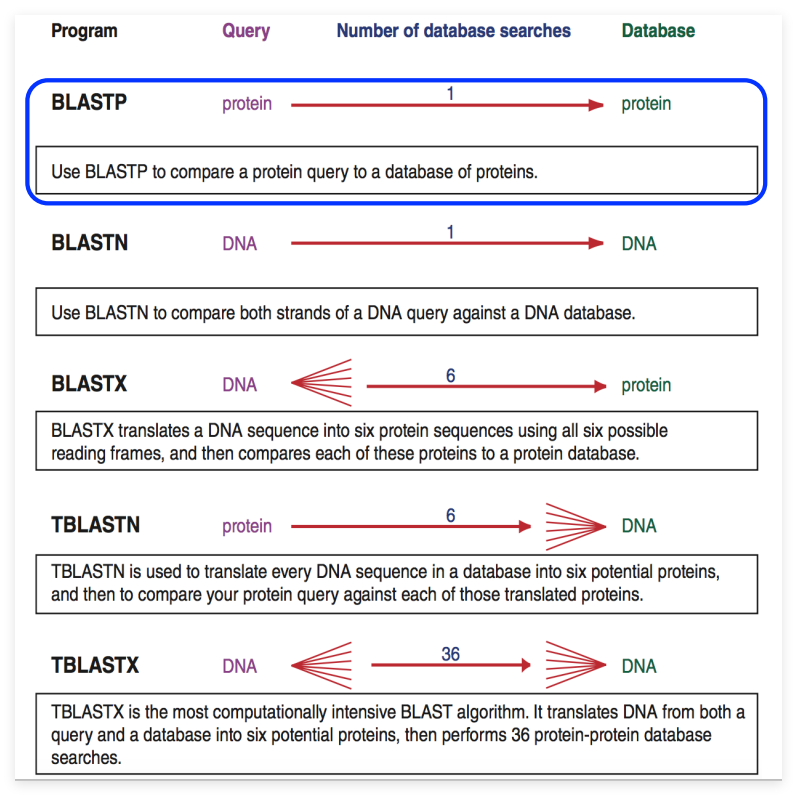 Program Query Number of database searches Database
BLASTP protein 1 protein
Use BLASTP to compare a protein query to a database of proteins.
BLASTN DNA 1 DNA
Use BLASTN to compare both strands of a DNA query against a DNA database.
BLASTX DNA 6 protein
BLASTX translates a DNA sequence into six protein sequences using all six possible
reading frames, and then compares each of these proteins to a protein database.
TBLASTN protein 6 DNA
TBLASTN is used to translate every DNA sequence in a database into six potential proteins,
and then to compare your protein query against each of those translated proteins.
TBLASTX DNA 36 DNA
TBLASTX is the most computationally intensive BLAST algorithm. It translates DNA from both a
query and a database into six potential proteins, then performs 36 protein-protein database
searches.